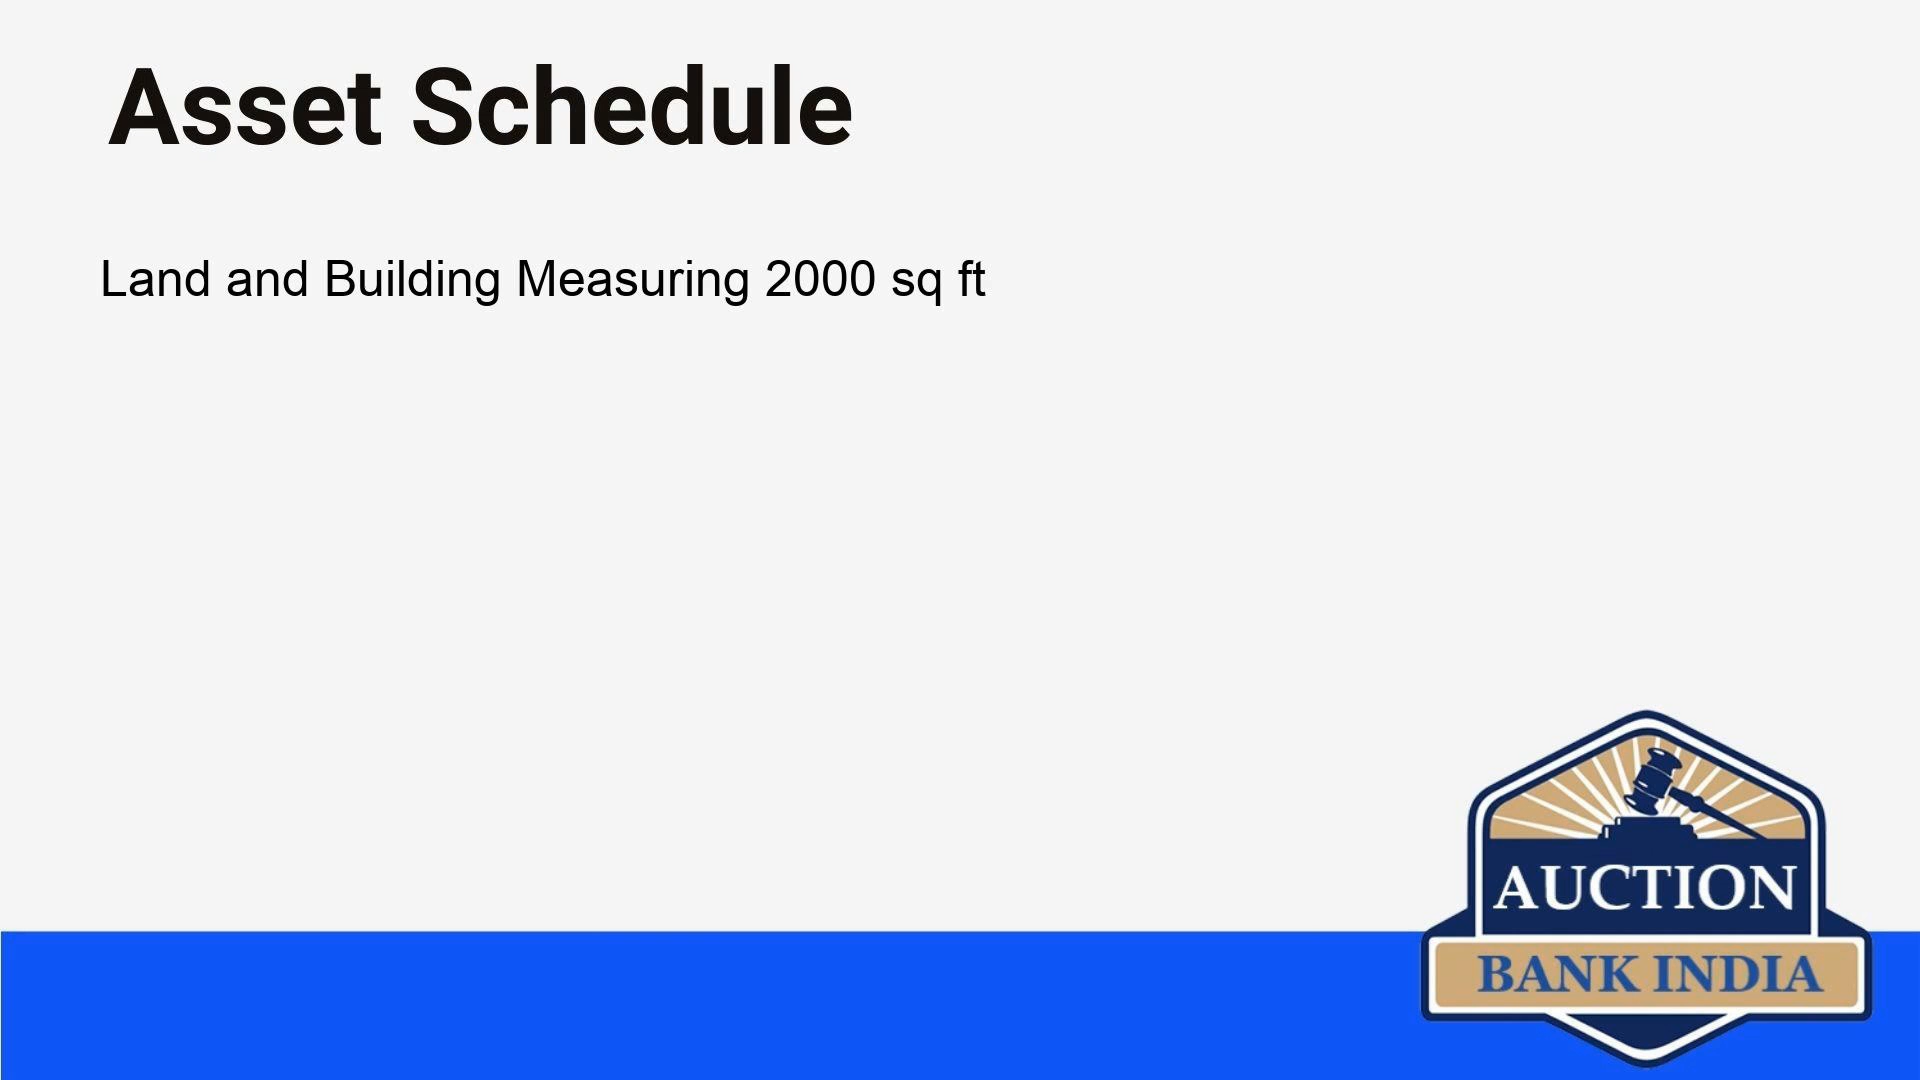 Asset Schedule
Land and Building Measuring 2000 sq ft
AUCTION
BANK INDIA